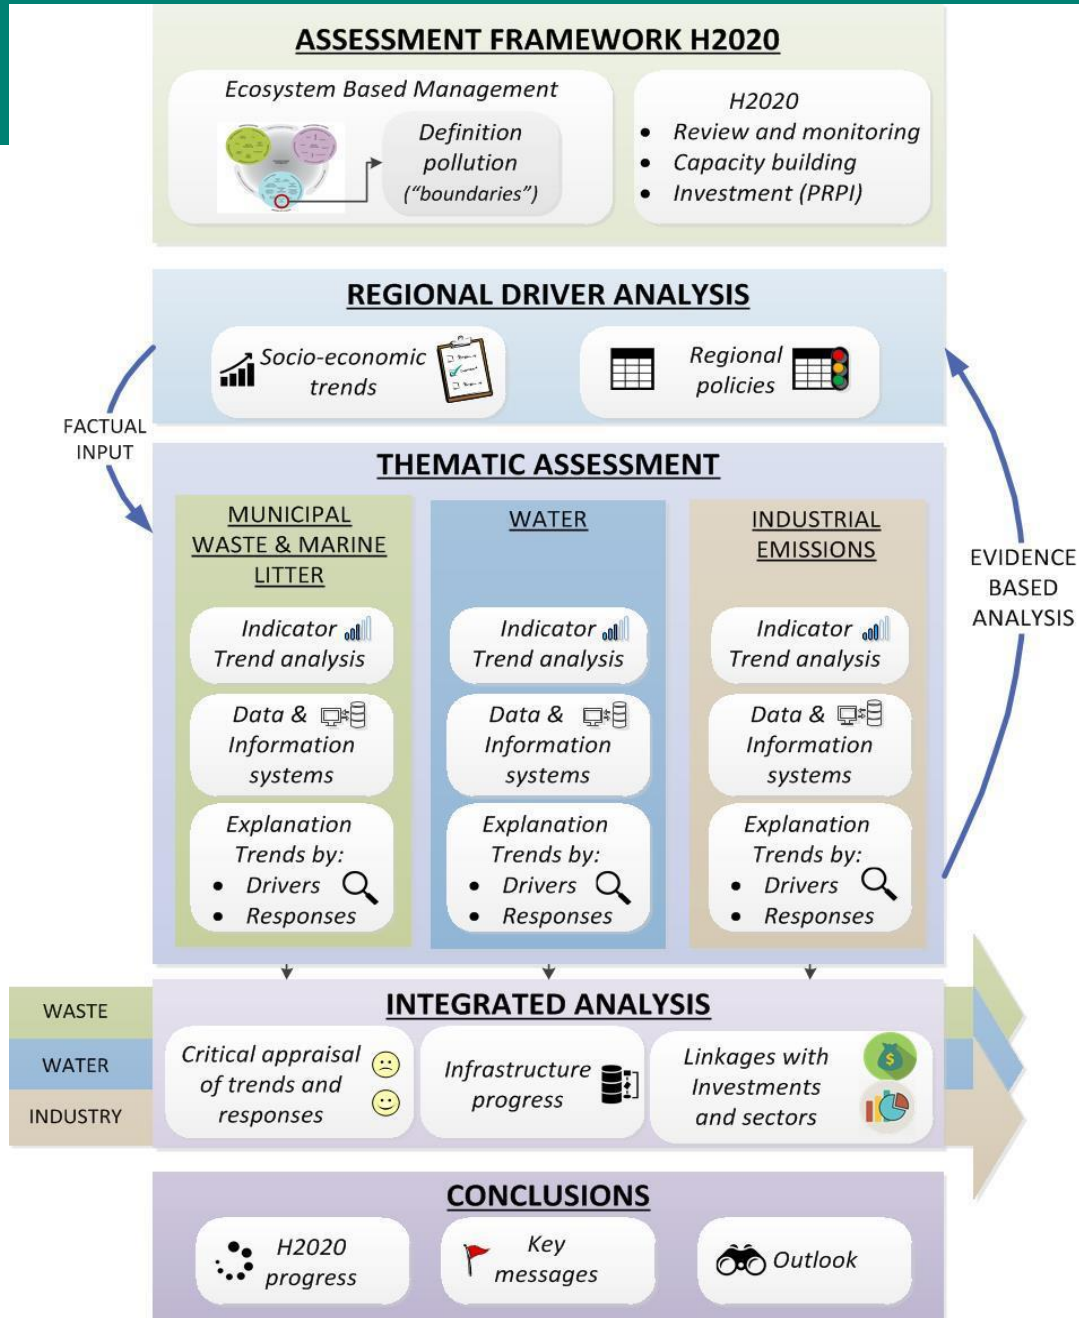 ASSESSMENT FRAMEWORK H2020
Ecosystem Based Management
Definition
pollution
("boundaries")
H2020
• Review and monitoring
• Capacity building
• Investment (PRPI)
REGIONAL DRIVER ANALYSIS
Socio-economic
trends
Regional
policies
FACTUAL
INPUT
THEMATIC ASSESSMENT
MUNICIPAL
WASTE & MARINE
LITTER
Indicator
Trend analysis
Data &
Information
systems
Explanation
Trends by:
• Drivers
• Responses
WATER
Indicator
Trend analysis
Data &
Information
systems
Explanation
Trends by:
• Drivers
• Responses
INDUSTRIAL
EMISSIONS
Indicator
Trend analysis
Data &
Information
systems
Explanation
Trends by:
• Drivers
• Responses
EVIDENCE
BASED
ANALYSIS
WASTE
WATER
INDUSTRY
INTEGRATED ANALYSIS
Critical appraisal
of trends and
responses
Infrastructure
progress
Linkages with
Investments
and sectors
$
CONCLUSIONS
H2020
progress
Key
messages
Outlook